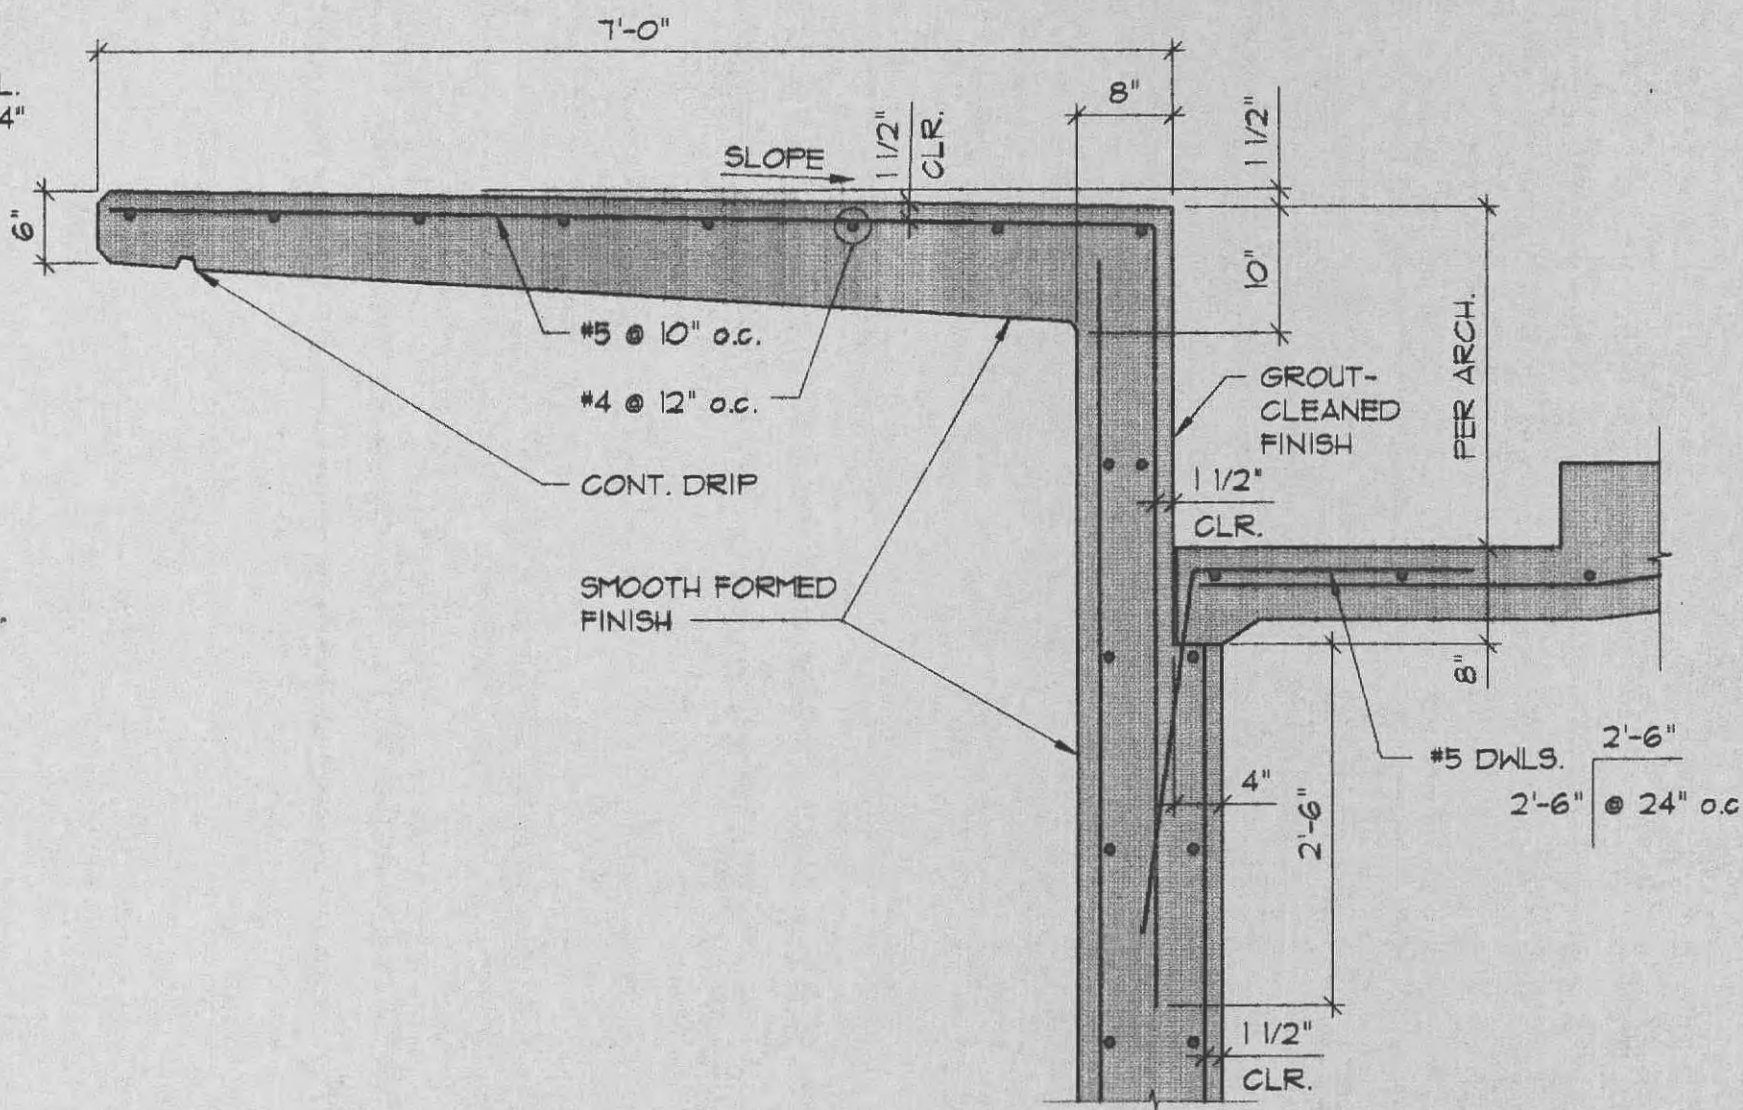 7'-0"
4"
8"
1 1/2"
CLR.
1 1/2"
SLOPE
6"
10"
#5 @ 10" o.c.
#4 @ 12" o.c.
PER ARCH.
GROUT-
CLEANED
FINISH
CONT. DRIP
1 1/2"
CLR.
SMOOTH FORMED
FINISH
8"
#5 DWLS.
2'-6"
2'-6"
@ 24" o.c
4"
2'-6"
1 1/2"
CLR.